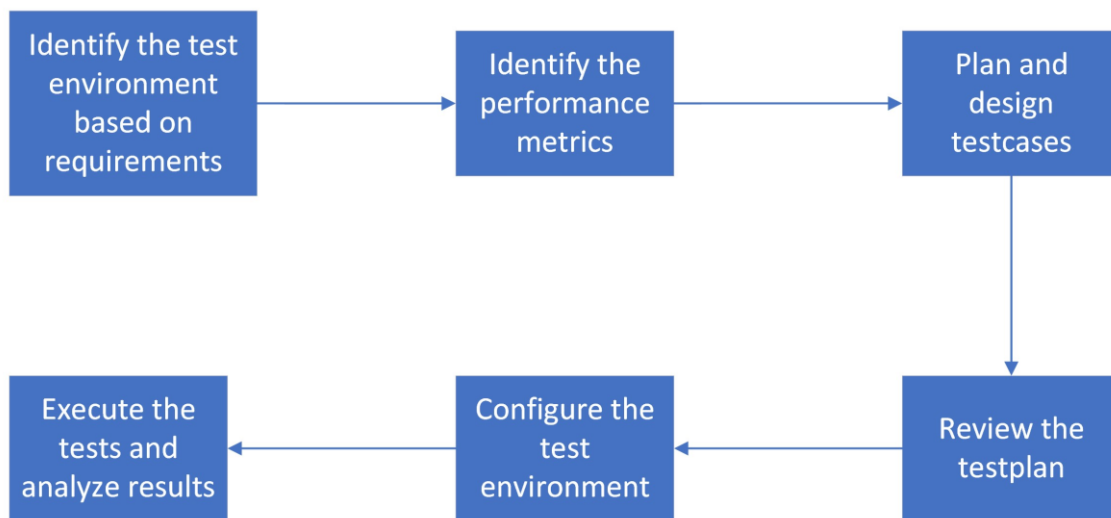 Identify the test
environment
based on
requirements
Identify the
performance
metrics
Plan and
design
testcases
Review the
testplan
Configure the
test
environment
Execute the
tests and
analyze results